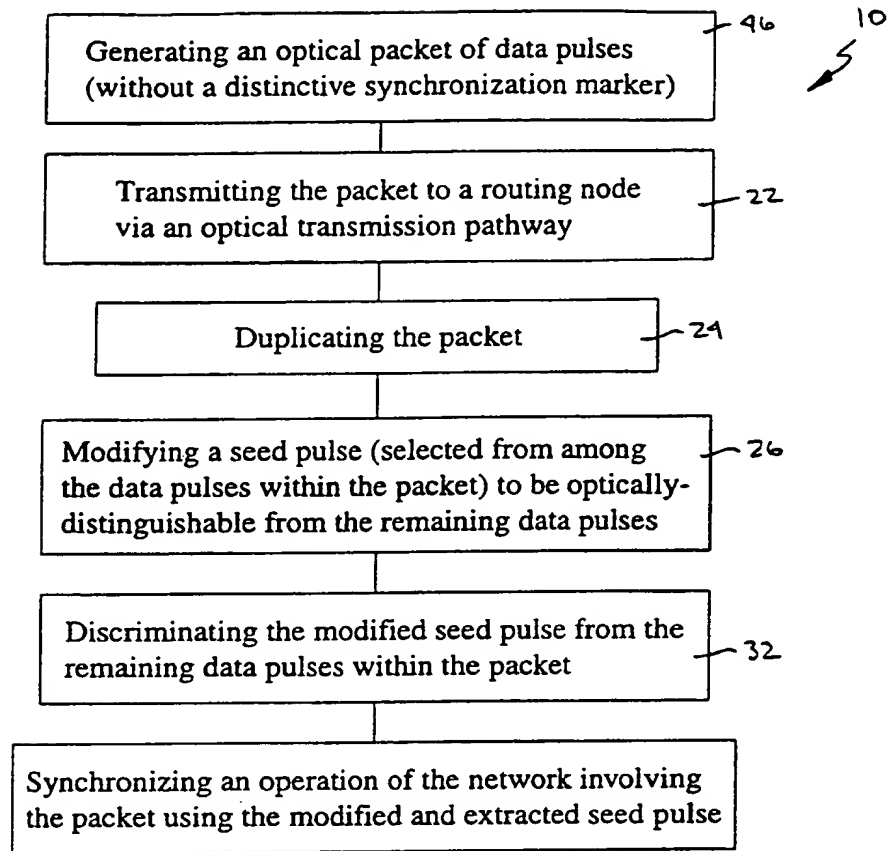 10
46
Generating an optical packet of data pulses
(without a distinctive synchronization marker)
Transmitting the packet to a routing node
via an optical transmission pathway
22
Duplicating the packet
24
Modifying a seed pulse (selected from among
the data pulses within the packet) to be optically-
distinguishable from the remaining data pulses
26
Discriminating the modified seed pulse from the
remaining data pulses within the packet
32
Synchronizing an operation of the network involving
the packet using the modified and extracted seed pulse